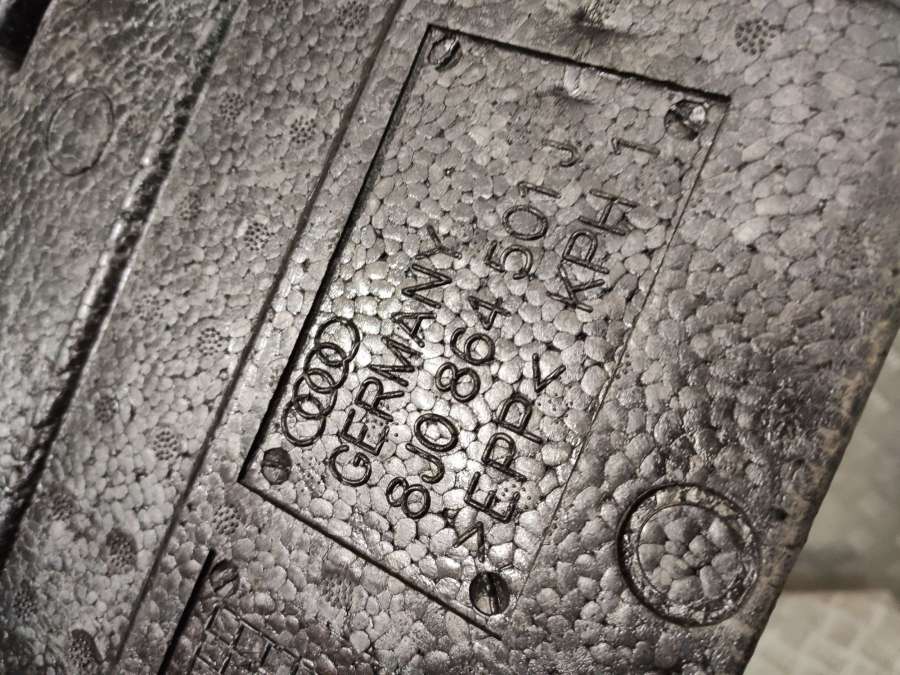 GERMANY
8J0 864 501 J
>EPP< KPH 1